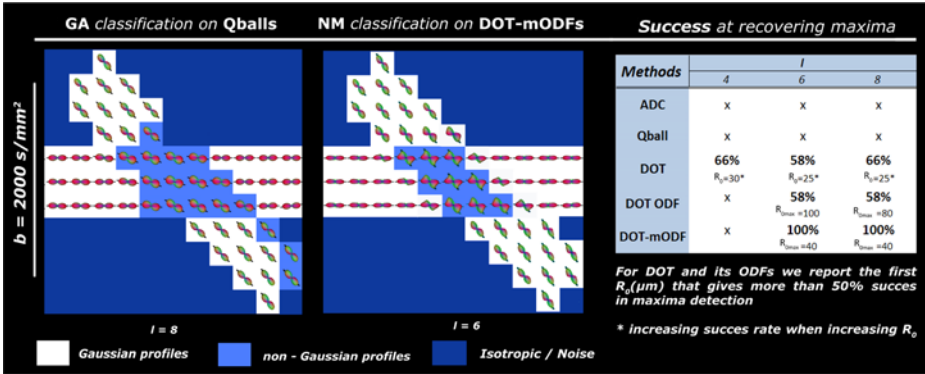 GA classification on Qballs
NM classification on DOT-mODFs
Success at recovering maxima
b = 2000 s/mm²
Methods l
4 6 8
ADC x x x
Qball x x x
DOT 66% 58% 66%
R₀=30* R₀=25* R₀=25*
DOT ODF x 58% 58%
R₀max =100 R₀max =80
DOT-mODF x 100% 100%
R₀max =40 R₀max =40
For DOT and its ODFs we report the first
R₀(μm) that gives more than 50% succes
in maxima detection
* increasing succes rate when increasing R₀
l = 8
l = 6
Gaussian profiles
non - Gaussian profiles
Isotropic / Noise